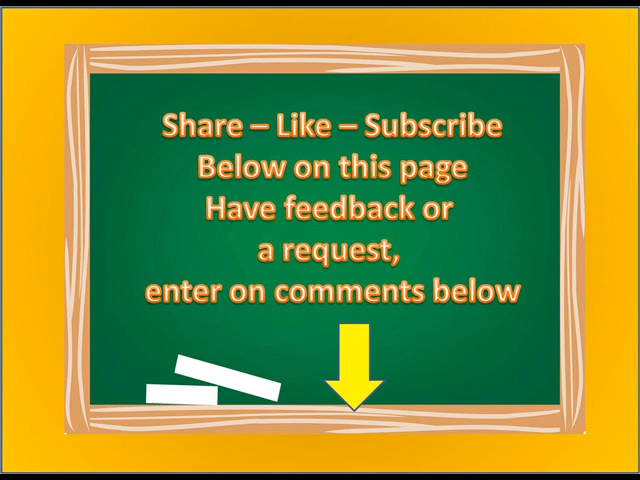 Share – Like – Subscribe
Below on this page
Have feedback or
a request,
enter on comments below